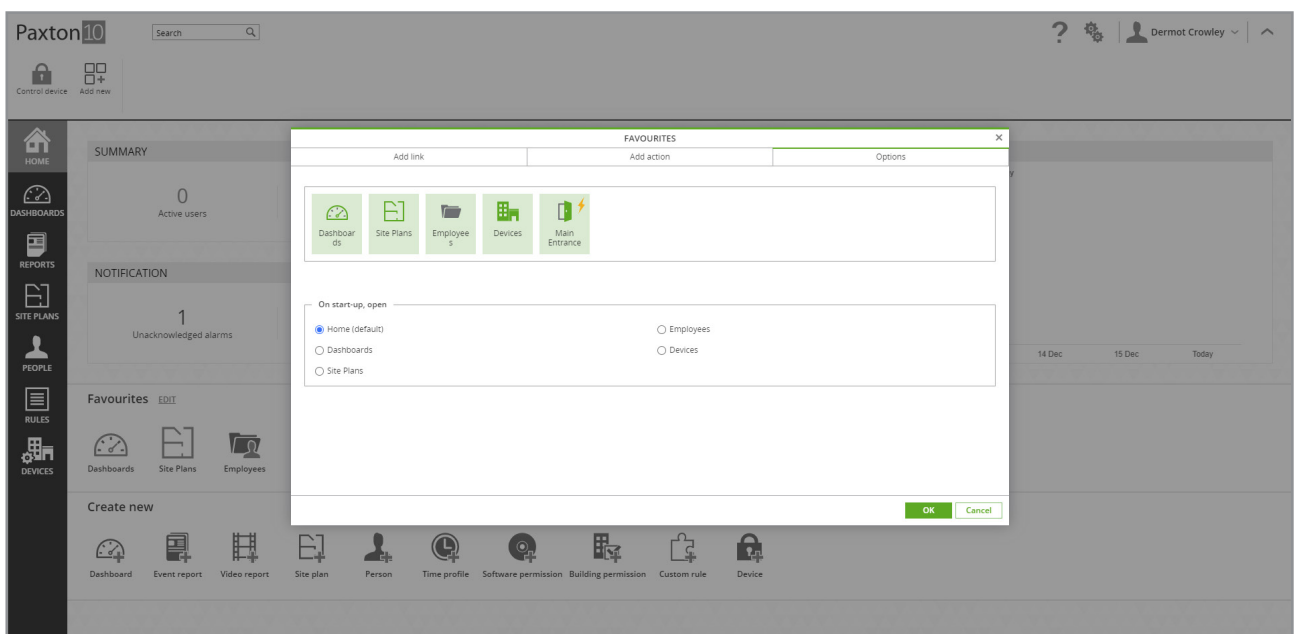 Paxton10
Search
Dermot Crowley
Control device
Add new
FAVOURITES
Add link
Add action
Options
Dashboar
ds
Site Plans
Employee
s
Devices
Main
Entrance
On start-up, open
Home (default)
Employees
Dashboards
Devices
Site Plans
OK
Cancel
HOME
DASHBOARDS
REPORTS
SITE PLANS
PEOPLE
RULES
DEVICES
SUMMARY
0
Active users
NOTIFICATION
1
Unacknowledged alarms
y
14 Dec
15 Dec
Today
Favourites EDIT
Dashboards
Site Plans
Employees
Create new
Dashboard
Event report
Video report
Site plan
Person
Time profile
Software permission
Building permission
Custom rule
Device